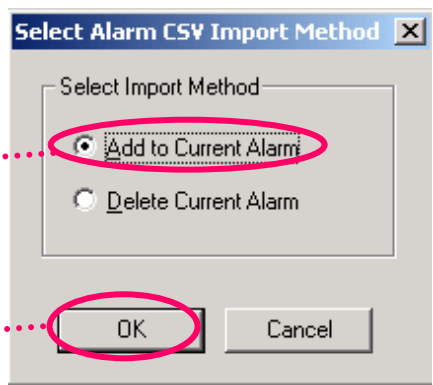 Select Alarm CSV Import Method
Select Import Method
Add to Current Alarm
Delete Current Alarm
OK Cancel